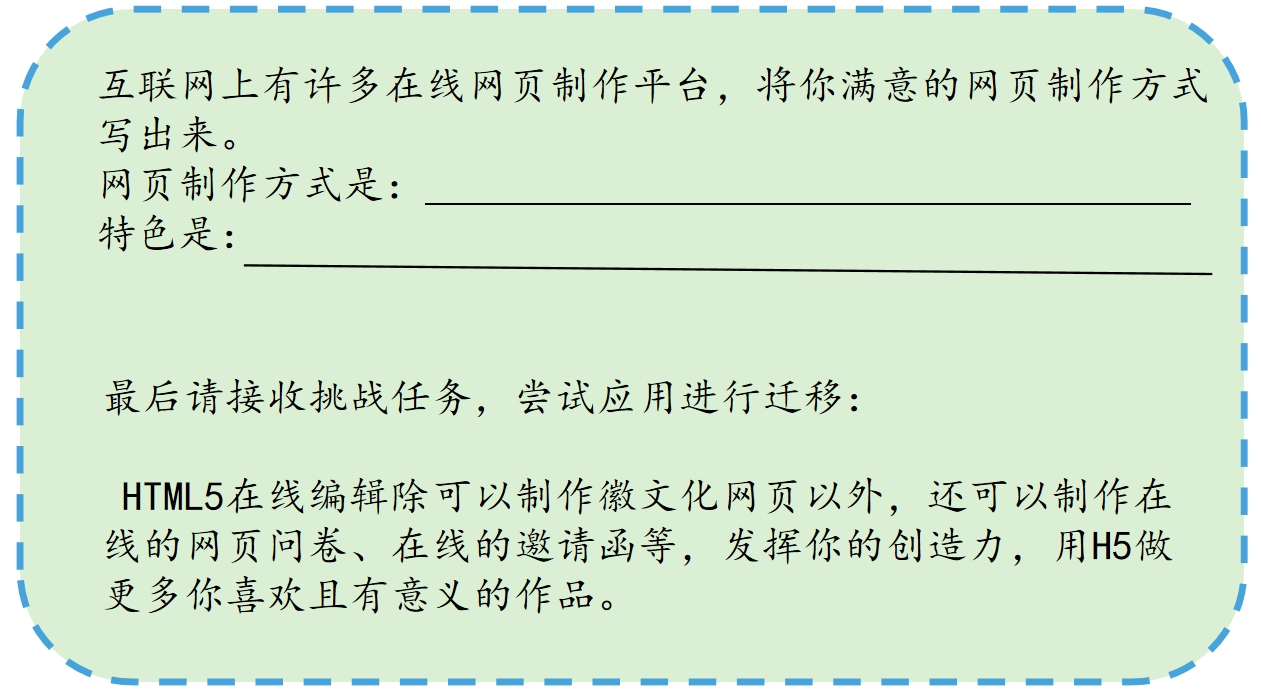 互联网上有许多在线网页制作平台，将你满意的网页制作方式
写出来。
网页制作方式是：
特色是：
最后请接收挑战任务，尝试应用进行迁移：
HTML5在线编辑除可以制作徽文化网页以外，还可以制作在
线的网页问卷、在线的邀请函等，发挥你的创造力，用H5做
更多你喜欢且有意义的作品。